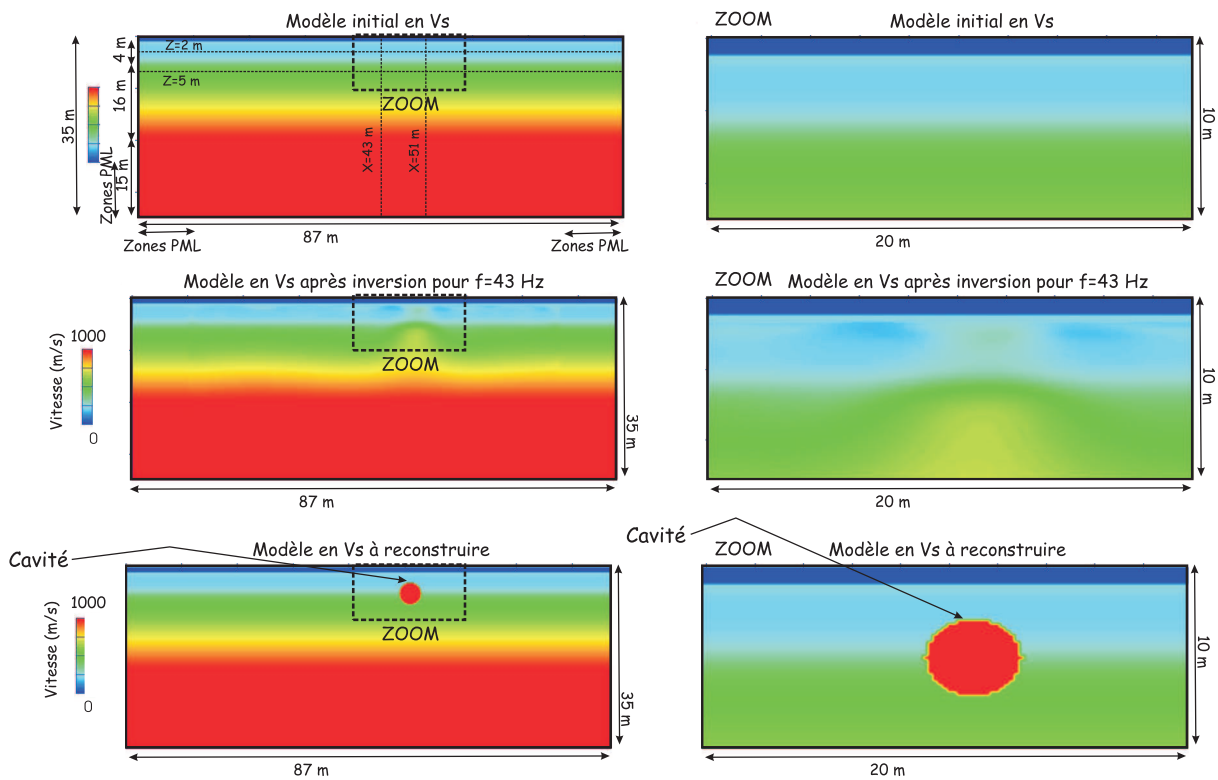 Modèle initial en Vs
Z=2 m
Z=5 m
ZOOM
X=43 m
X=51 m
35 m
4 m
16 m
15 m
Zones PML
87 m
Zones PML
Zones PML
ZOOM
Modèle initial en Vs
10 m
20 m
Modèle en Vs après inversion pour f=43 Hz
ZOOM
1000
Vitesse (m/s)
0
35 m
87 m
ZOOM
Modèle en Vs après inversion pour f=43 Hz
10 m
20 m
Cavité
Modèle en Vs à reconstruire
ZOOM
1000
Vitesse (m/s)
0
35 m
87 m
Cavité
ZOOM
Modèle en Vs à reconstruire
10 m
20 m